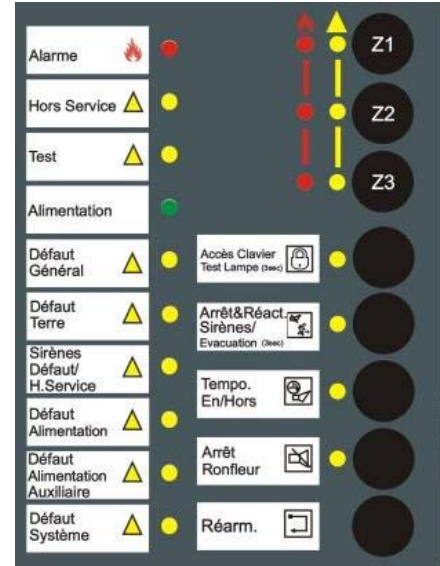 Alarme
Hors Service
Test
Alimentation
Défaut
Général
Défaut
Terre
Sirènes
Défaut/
H.Service
Défaut
Alimentation
Défaut
Alimentation
Auxiliaire
Défaut
Système
Z1
Z2
Z3
Accès Clavier
Test Lampe (3sec)
Arrêt&Réact.
Sirènes/
Evacuation (3sec)
Tempo.
En/Hors
Arrêt
Ronfleur
Réarm.